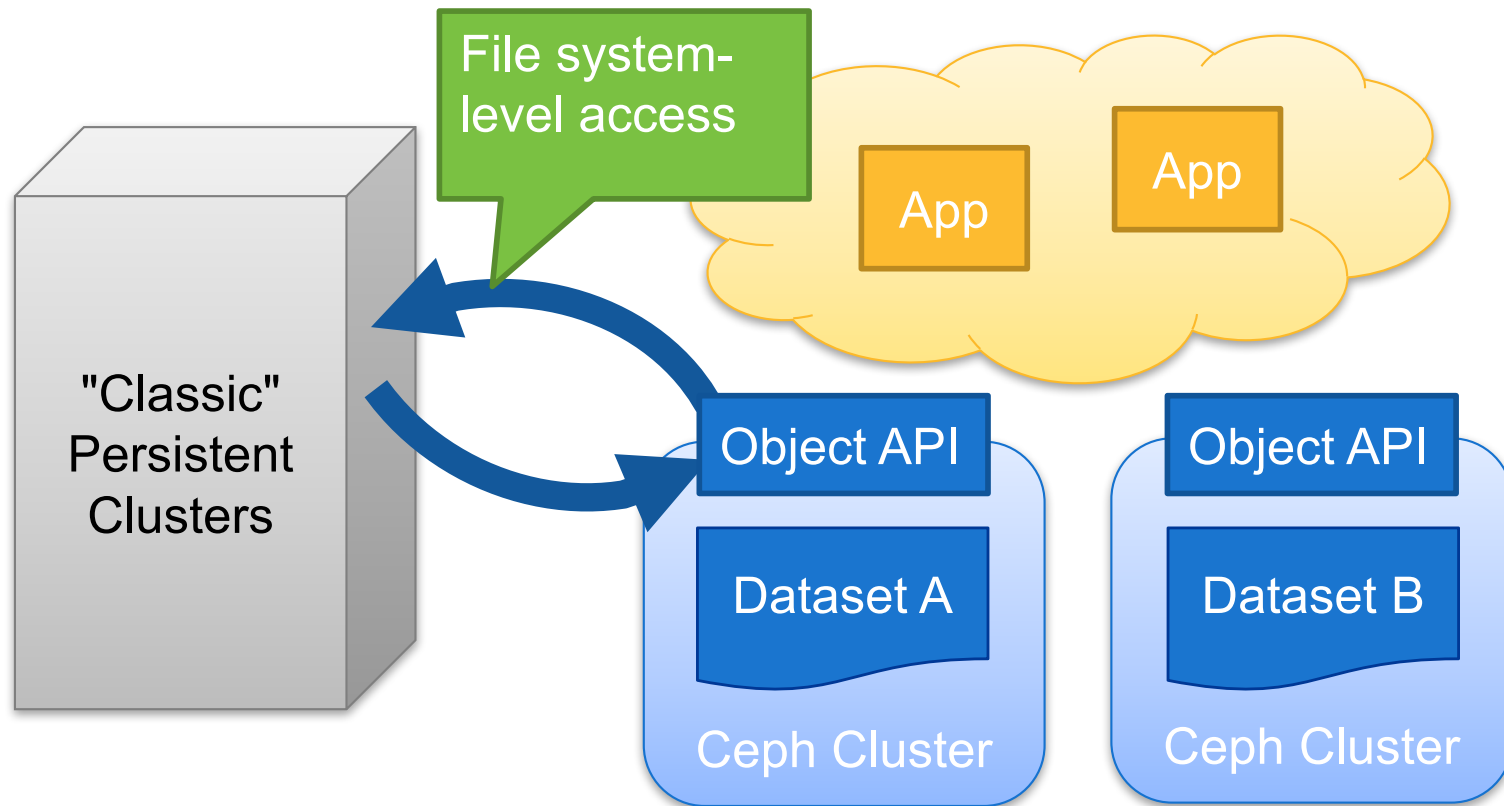 File system-
level access
App
App
"Classic"
Persistent
Clusters
Object API
Dataset A
Ceph Cluster
Object API
Dataset B
Ceph Cluster